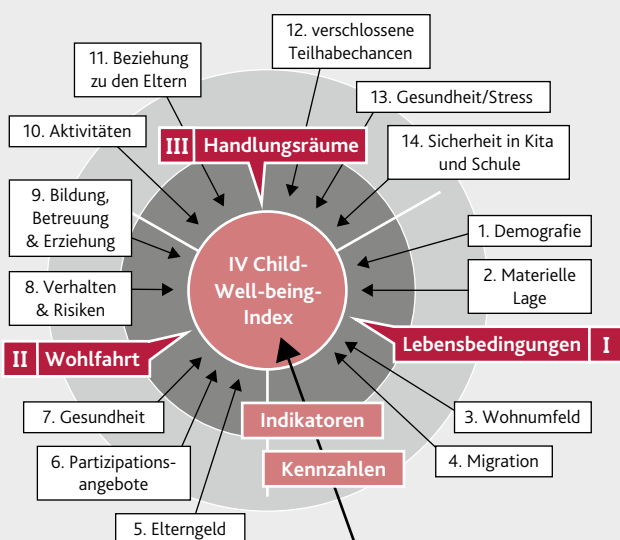 12. verschlossene
Teilhabechancen
11. Beziehung
zu den Eltern
13. Gesundheit/Stress
10. Aktivitäten
III Handlungsräume
14. Sicherheit in Kita
und Schule
9. Bildung,
Betreuung
& Erziehung
1. Demografie
IV Child-
Well-being-
Index
2. Materielle
Lage
8. Verhalten
& Risiken
Lebensbedingungen I
II Wohlfahrt
7. Gesundheit
Indikatoren
3. Wohnumfeld
6. Partizipations-
angebote
Kennzahlen
4. Migration
5. Elterngeld